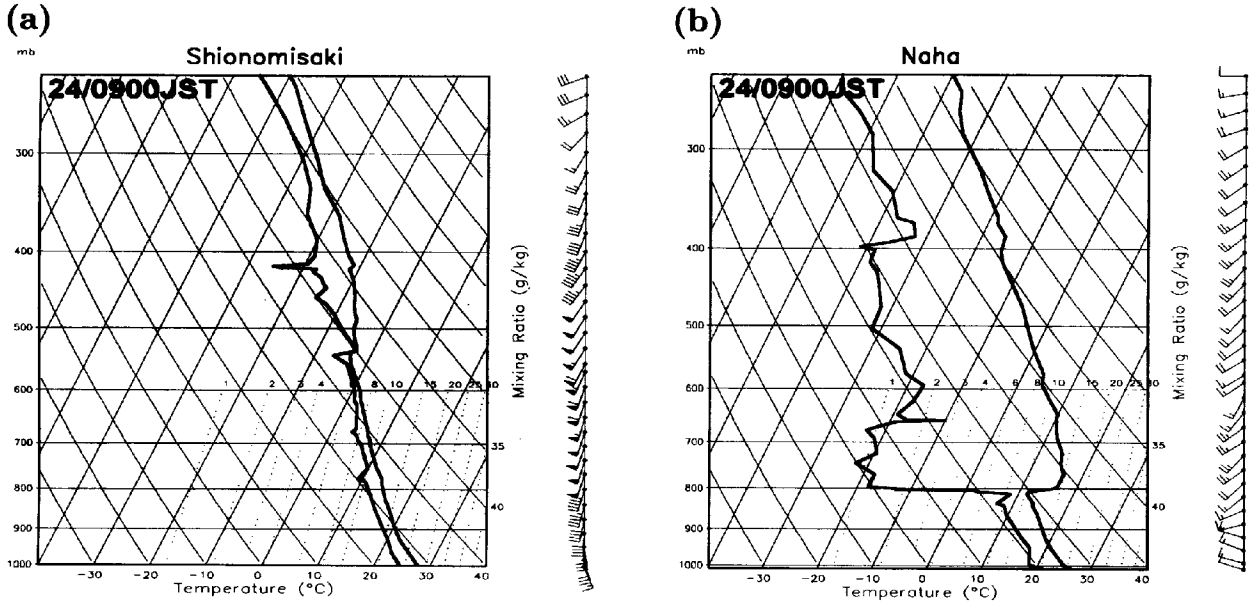 (a)
mb
Shionomisaki
24/0900JST
300
400
500
600
700
800
900
1000
1 2 3 4 8 10 15 20 25 30
35
40
Mixing Ratio (g/kg)
-30 -20 -10 0 10 20 30 40
Temperature (°C)
(b)
mb
Naha
24/0900JST
300
400
500
600
700
800
900
1000
1 2 3 4 6 8 10 15 20 25 30
35
40
Mixing Ratio (g/kg)
-30 -20 -10 0 10 20 30 40
Temperature (°C)